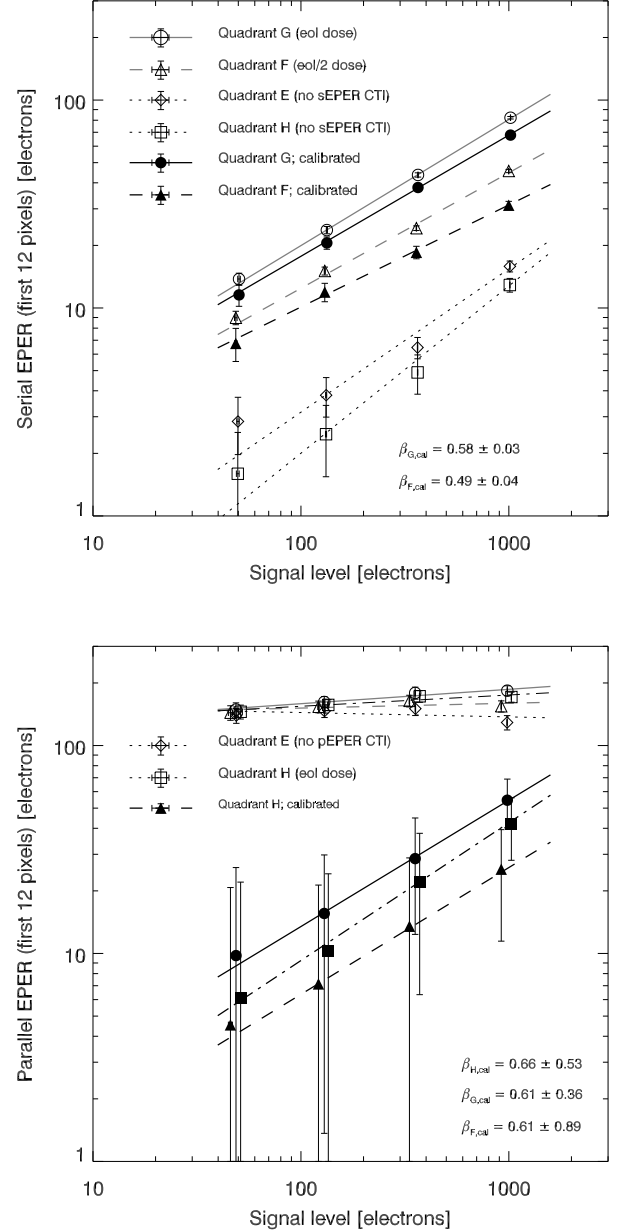 Quadrant G (eol dose)
Quadrant F (eol/2 dose)
Quadrant E (no sEPER CTI)
Quadrant H (no sEPER CTI)
Quadrant G; calibrated
Quadrant F; calibrated
100
10
1
Serial EPER (first 12 pixels) [electrons]
β_G,cal = 0.58 ± 0.03
β_F,cal = 0.49 ± 0.04
10 100 1000
Signal level [electrons]
Quadrant E (no pEPER CTI)
Quadrant H (eol dose)
Quadrant H; calibrated
100
10
1
Parallel EPER (first 12 pixels) [electrons]
β_H,cal = 0.66 ± 0.53
β_G,cal = 0.61 ± 0.36
β_F,cal = 0.61 ± 0.89
10 100 1000
Signal level [electrons]